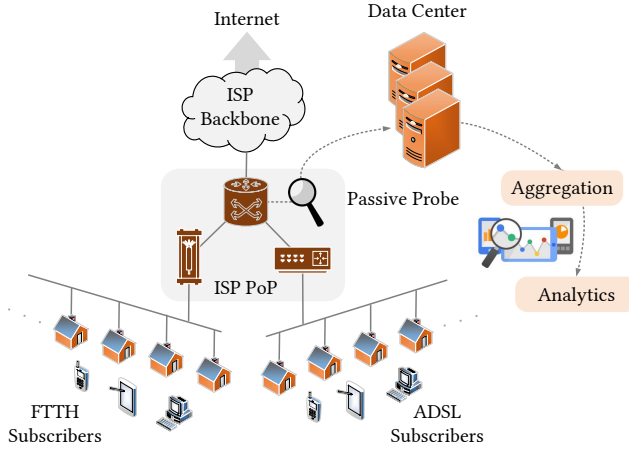 Internet
Data Center
ISP
Backbone
Passive Probe
Aggregation
ISP PoP
Analytics
FTTH
Subscribers
ADSL
Subscribers